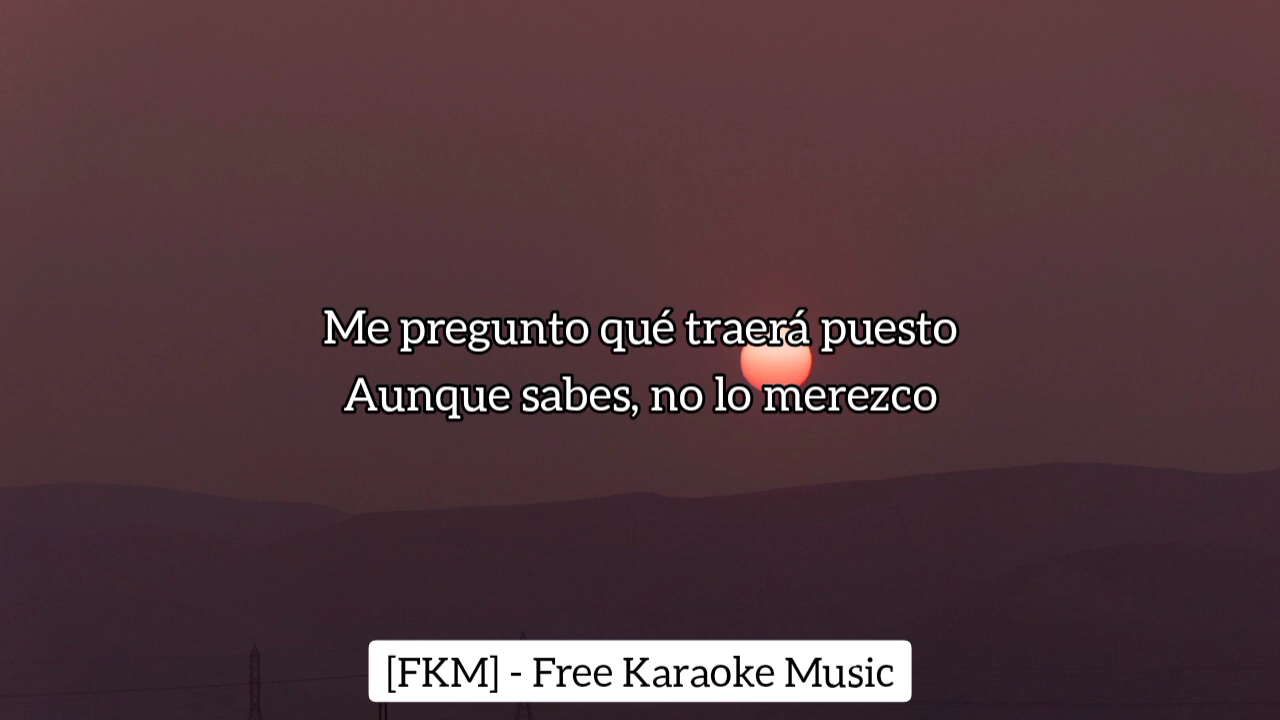 Me pregunto qué traerá puesto
Aunque sabes, no lo merezco
[FKM] - Free Karaoke Music